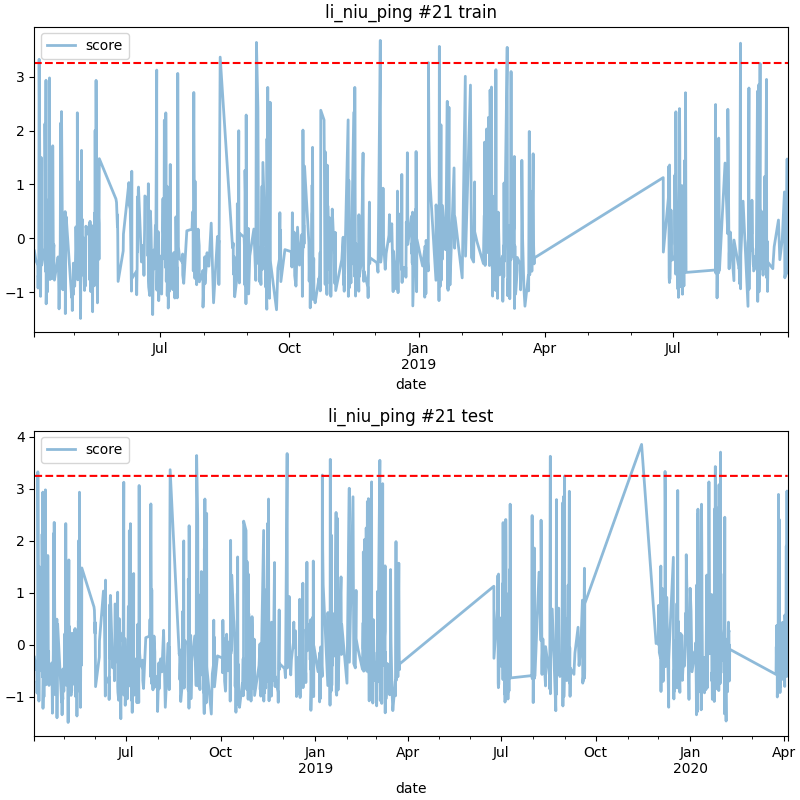 li_niu_ping #21 train
score
3
2
1
0
−1
Jul
Oct
Jan
2019
Apr
Jul
date
li_niu_ping #21 test
score
4
3
2
1
0
−1
Jul
Oct
Jan
2019
Apr
Jul
Oct
Jan
2020
Apr
date